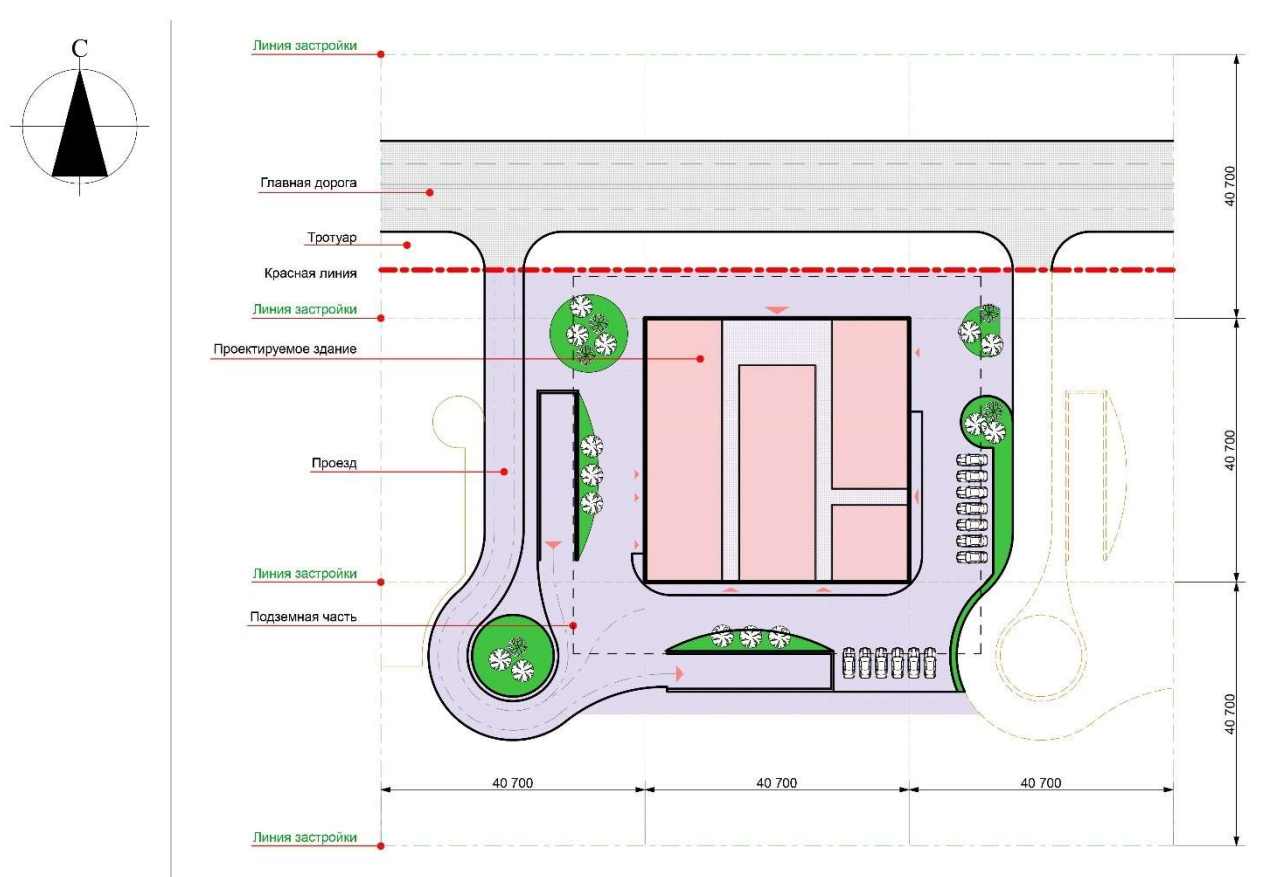 С
Линия застройки
Главная дорога
Тротуар
Красная линия
Линия застройки
Проектируемое здание
Проезд
Линия застройки
Подземная часть
Линия застройки
40 700
40 700
40 700
40 700
40 700
40 700